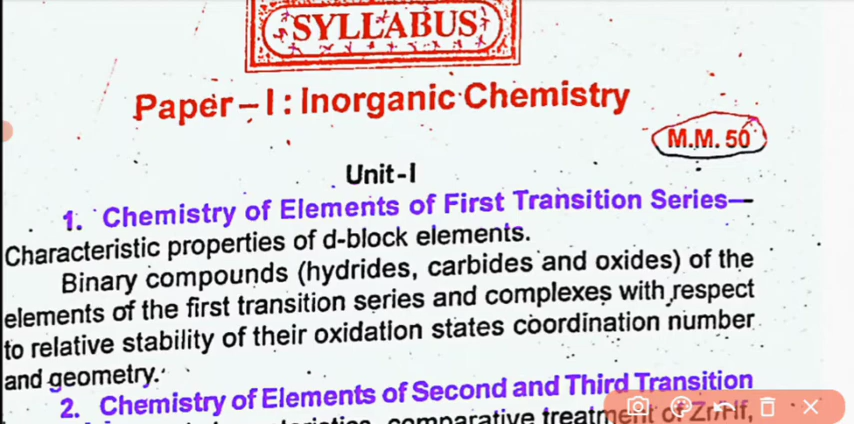 SYLLABUS
Paper-I : Inorganic Chemistry
M.M. 50
Unit-I
1. Chemistry of Elements of First Transition Series—
Characteristic properties of d-block elements.
Binary compounds (hydrides, carbides and oxides) of the
elements of the first transition series and complexes with respect
to relative stability of their oxidation states coordination number
and geometry.
2. Chemistry of Elements of Second and Third Transition
comparative treatment of Zr/Hf,